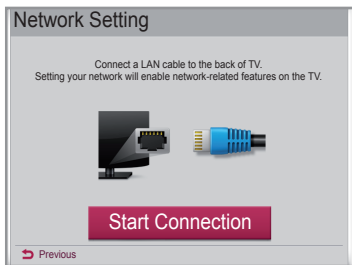 Network Setting
Connect a LAN cable to the back of TV.
Setting your network will enable network-related features on the TV.
Start Connection
Previous